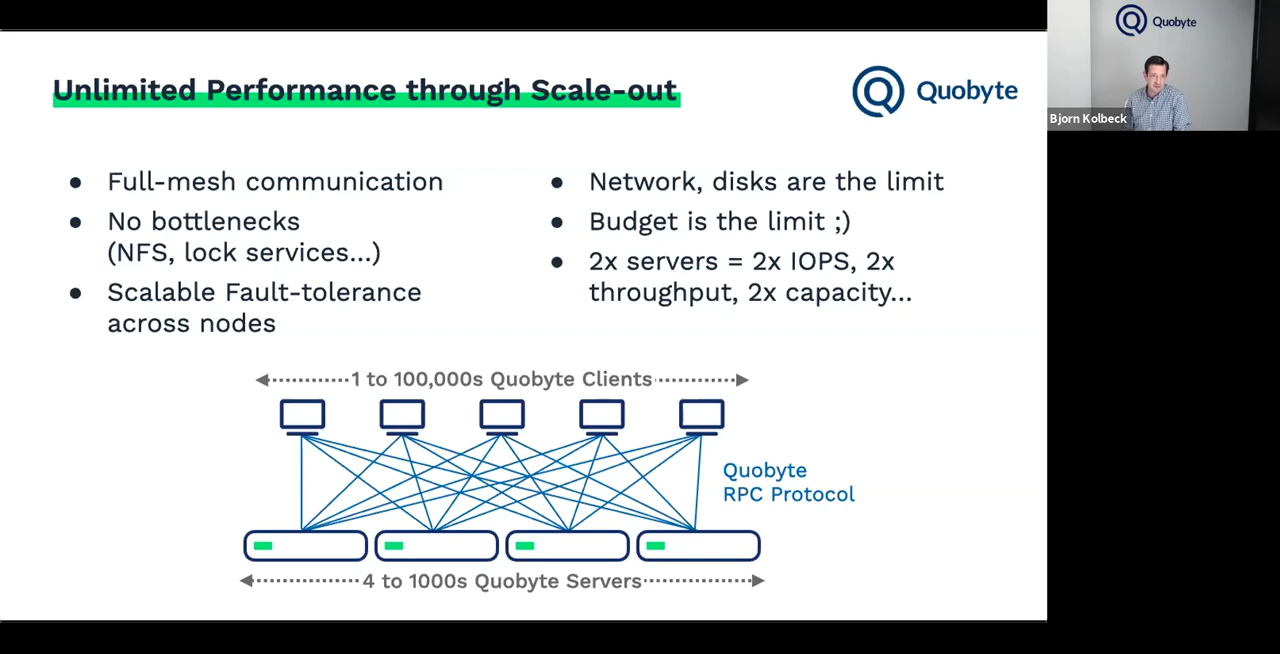 Unlimited Performance through Scale-out
Quobyte
Quobyte
Bjorn Kolbeck
● Full-mesh communication
● No bottlenecks
(NFS, lock services...)
● Scalable Fault-tolerance
across nodes
● Network, disks are the limit
● Budget is the limit ;)
● 2x servers = 2x IOPS, 2x
throughput, 2x capacity...
1 to 100,000s Quobyte Clients
Quobyte
RPC Protocol
4 to 1000s Quobyte Servers